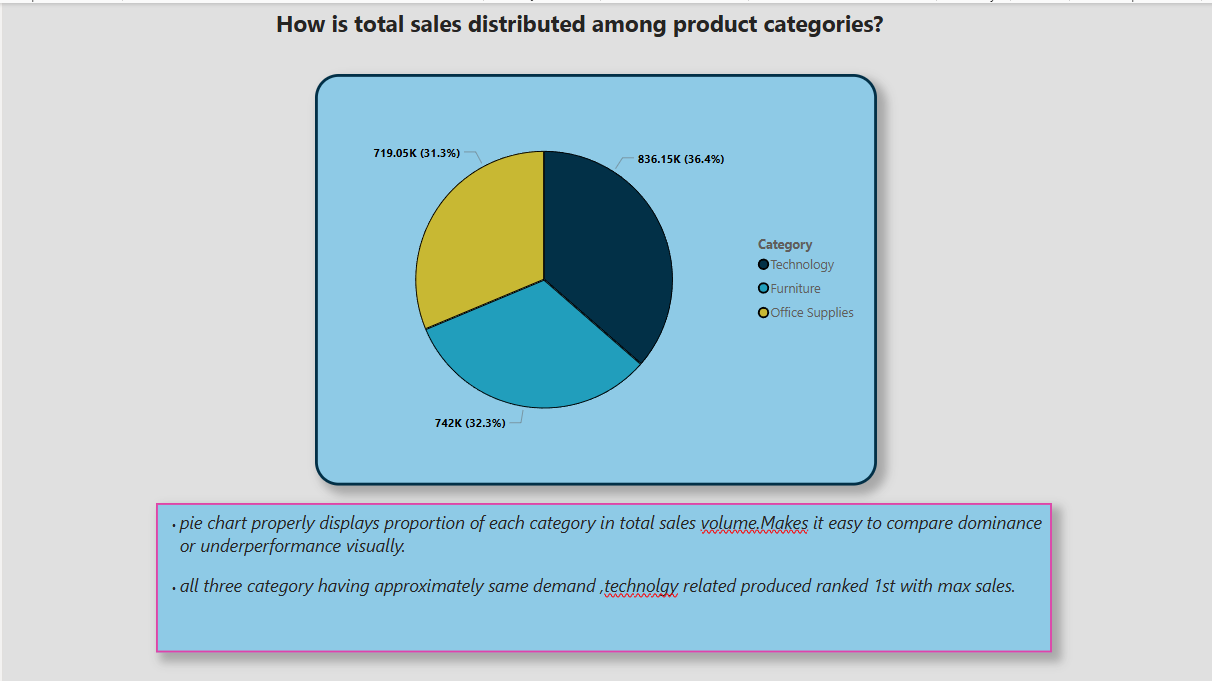 How is total sales distributed among product categories?
719.05K (31.3%)
836.15K (36.4%)
Category
Technology
Furniture
Office Supplies
742K (32.3%)
· pie chart properly displays proportion of each category in total sales volume.Makes it easy to compare dominance
or underperformance visually.
· all three category having approximately same demand ,technolgy related produced ranked 1st with max sales.